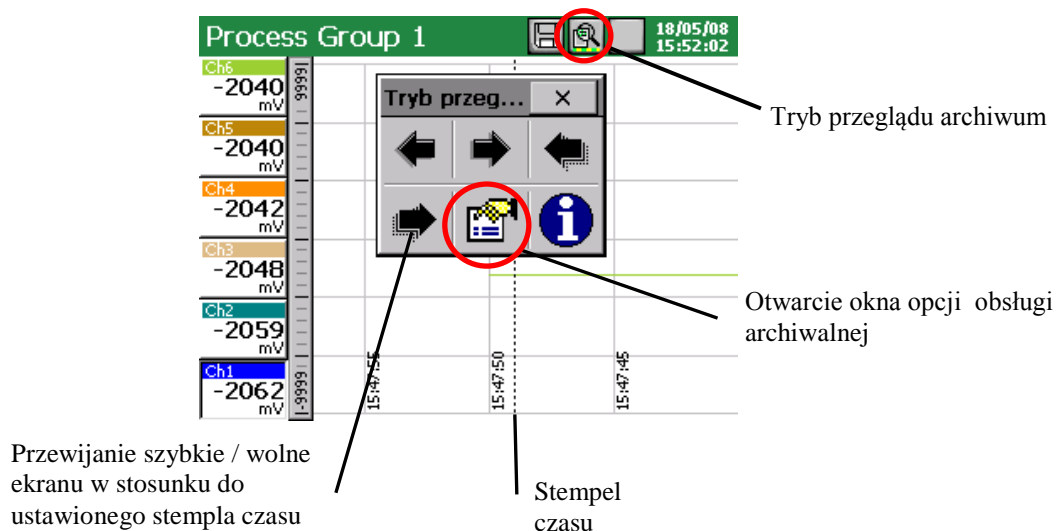 Process Group 1
18/05/08
15:52:02
Ch6
-2040
mV
Ch5
-2040
mV
Ch4
-2042
mV
Ch3
-2048
mV
Ch2
-2059
mV
Ch1
-2062
mV
9999
-9999
Tryb przeg...
15:47:55
15:47:50
15:47:45
Tryb przeglądu archiwum
Otwarcie okna opcji obsługi
archiwalnej
Przewijanie szybkie / wolne
ekranu w stosunku do
ustawionego stempla czasu
Stempel
czasu